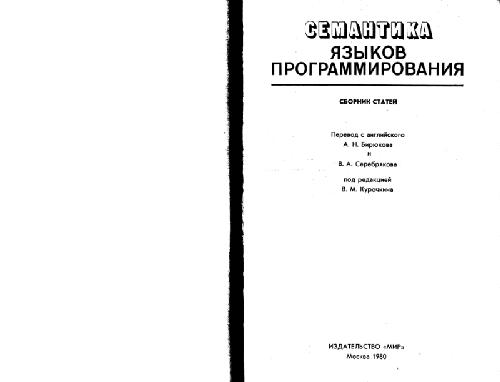 СЕМАНТИКА
ЯЗЫКОВ
ПРОГРАММИРОВАНИЯ
СБОРНИК СТАТЕЙ
Перевод с английского
А. Н. Бирюкова
и
В. А. Серебрякова
под редакцией
В. М. Курочкина
ИЗДАТЕЛЬСТВО «МИР»
Москва 1980